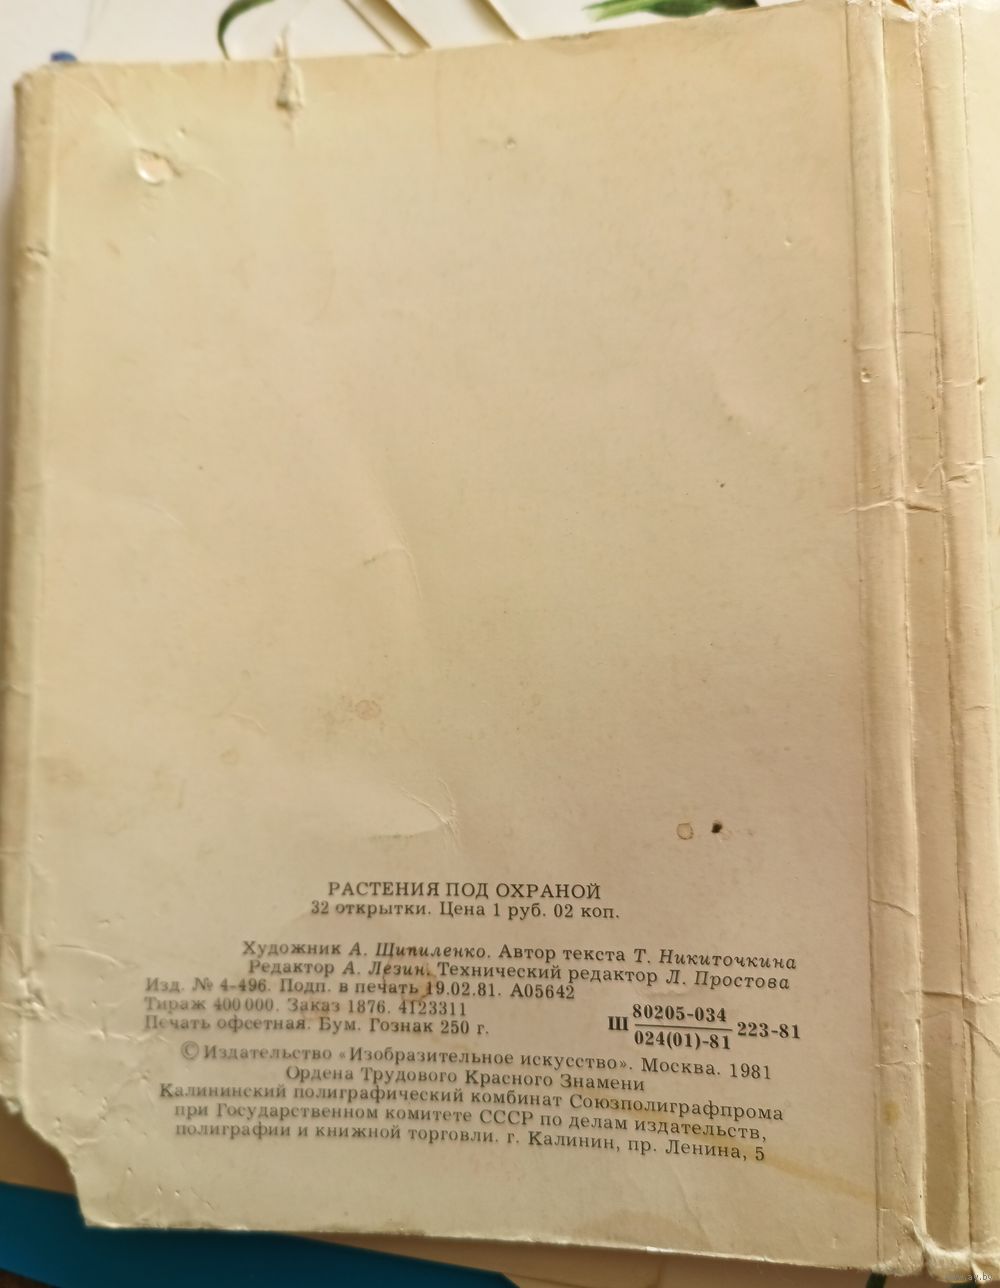 РАСТЕНИЯ ПОД ОХРАНОЙ
32 открытки. Цена 1 руб. 02 коп.
Художник А. Шипиленко. Автор текста Т. Никиточкина
Редактор А. Лёзин. Технический редактор Л. Простова
Изд. № 4-496. Подп. в печать 19.02.81. А05642
Тираж 400 000. Заказ 1876. 4123311
Печать офсетная. Бум. Гознак 250 г.
Ш 80205-034
024(01)-81 223-81
© Издательство «Изобразительное искусство». Москва. 1981
Ордена Трудового Красного Знамени
Калининский полиграфический комбинат Союзполиграфпрома
при Государственном комитете СССР по делам издательств,
полиграфии и книжной торговли. г. Калинин, пр. Ленина, 5